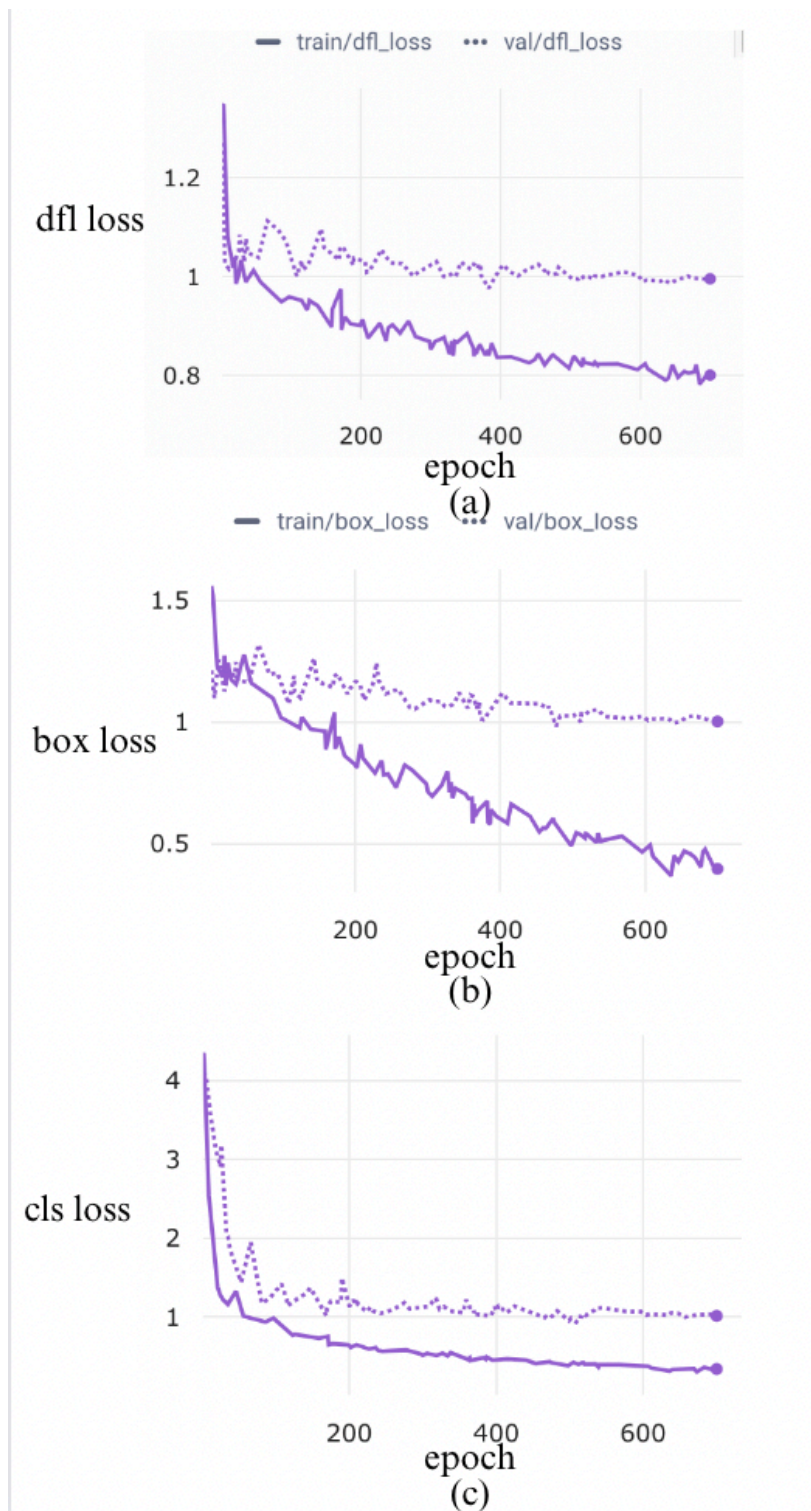 train/dfl_loss val/dfl_loss
1.2
dfl loss
1
0.8
200 400 600
epoch
(a)
train/box_loss val/box_loss
1.5
box loss
1
0.5
200 400 600
epoch
(b)
4
3
cls loss
2
1
200 400 600
epoch
(c)